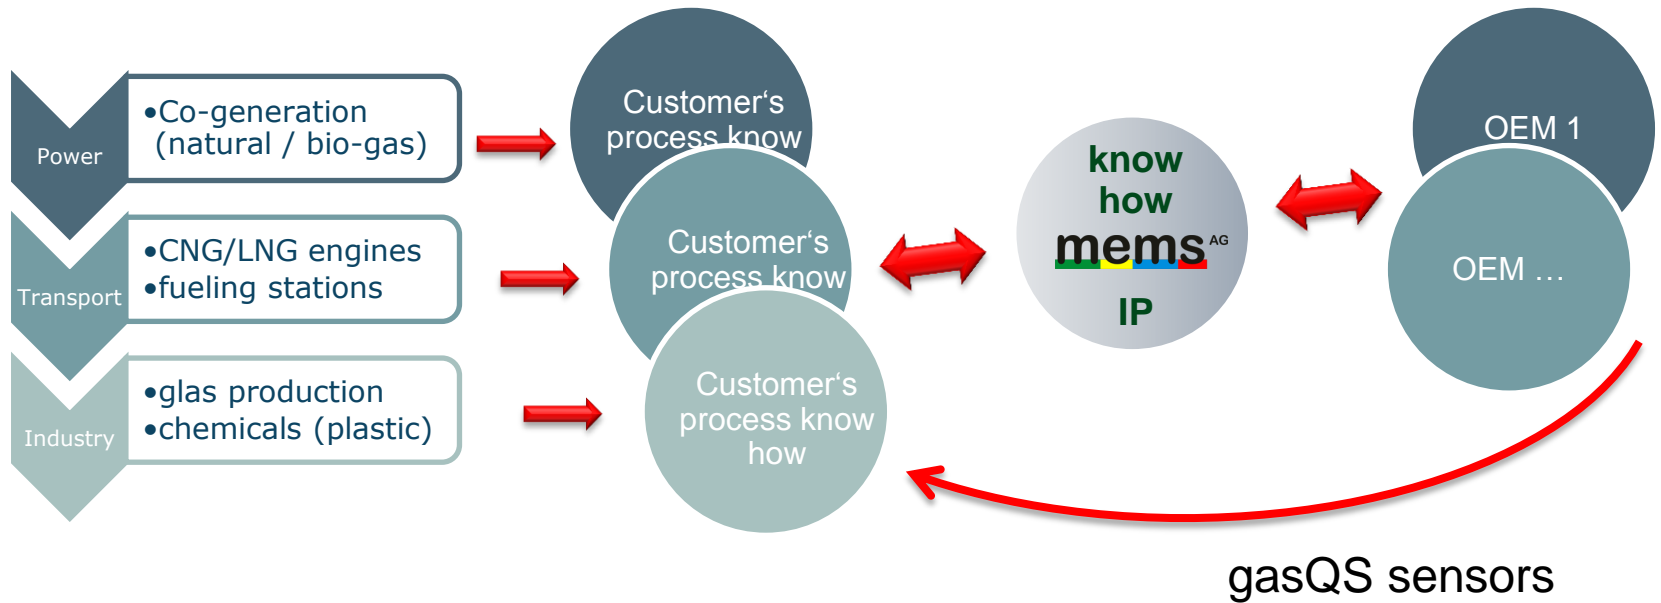 Power
•Co-generation
(natural / bio-gas)
Transport
•CNG/LNG engines
•fueling stations
Industry
•glas production
•chemicals (plastic)
Customer‘s
process know
Customer‘s
process know
Customer‘s
process know
how
know
how
mems AG
IP
OEM 1
OEM …
gasQS sensors